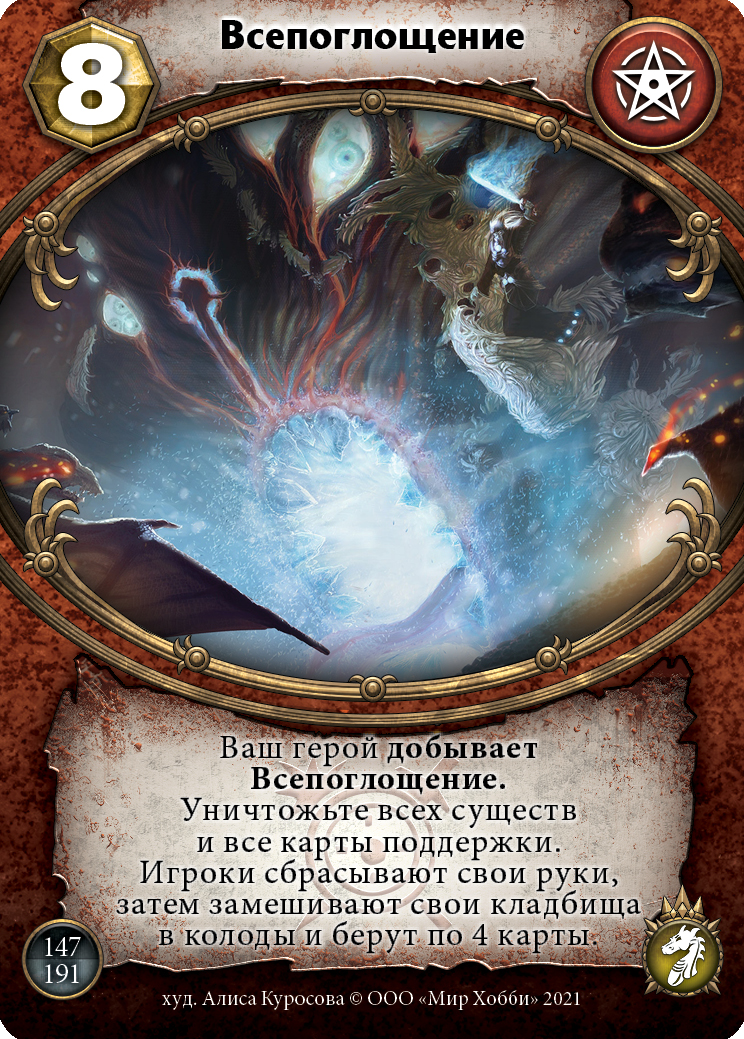 Всепоглощение
8
Ваш герой добывает
Всепоглощение.
Уничтожьте всех существ
и все карты поддержки.
Игроки сбрасывают свои руки,
затем замешивают свои кладбища
в колоды и берут по 4 карты.
147
191
худ. Алиса Куросова © ООО «Мир Хобби» 2021